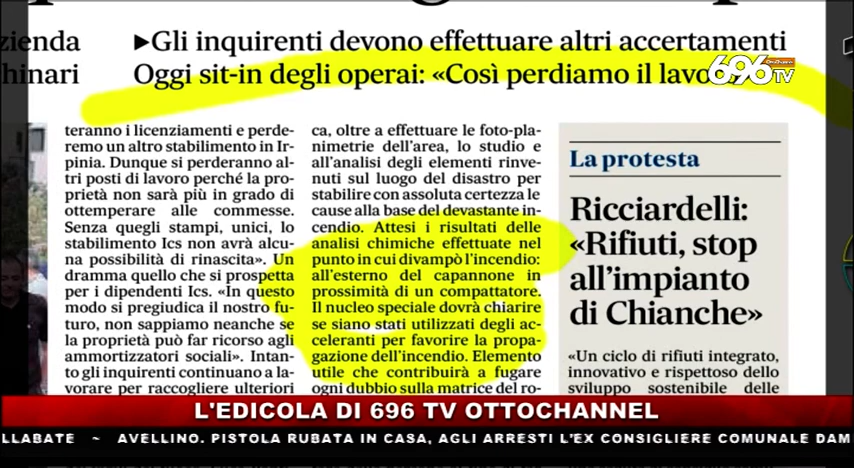 zienda
hinari
▸Gli inquirenti devono effettuare altri accertamenti
Oggi sit-in degli operai: «Così perdiamo il lavo
696 TV
teranno i licenziamenti e perde-
remo un altro stabilimento in Ir-
pinia. Dunque si perderanno al-
tri posti di lavoro perché la pro-
prietà non sarà più in grado di
ottemperare alle commesse.
Senza quegli stampi, unici, lo
stabilimento Ics non avrà alcu-
na possibilità di rinascita». Un
dramma quello che si prospetta
per i dipendenti Ics. «In questo
modo si pregiudica il nostro fu-
turo, non sappiamo neanche se
la proprietà può far ricorso agli
ammortizzatori sociali». Intan-
to gli inquirenti continuano a la-
vorare per raccogliere ulteriori
ca, oltre a effettuare le foto-pla-
nimetrie dell'area, lo studio e
all'analisi degli elementi rinve-
nuti sul luogo del disastro per
stabilire con assoluta certezza le
cause alla base del devastante in-
cendio. Attesi i risultati delle
analisi chimiche effettuate nel
punto in cui divampò l'incendio:
all'esterno del capannone in
prossimità di un compattatore.
Il nucleo speciale dovrà chiarire
se siano stati utilizzati degli ac-
celeranti per favorire la propa-
gazione dell'incendio. Elemento
utile che contribuirà a fugare
ogni dubbio sulla matrice del ro-
La protesta
Ricciardelli:
«Rifiuti, stop
all'impianto
di Chianche»
«Un ciclo di rifiuti integrato,
innovativo e rispettoso dello
sviluppo sostenibile delle
L'EDICOLA DI 696 TV OTTOCHANNEL
LLABATE ~ AVELLINO. PISTOLA RUBATA IN CASA, AGLI ARRESTI L'EX CONSIGLIERE COMUNALE DAM